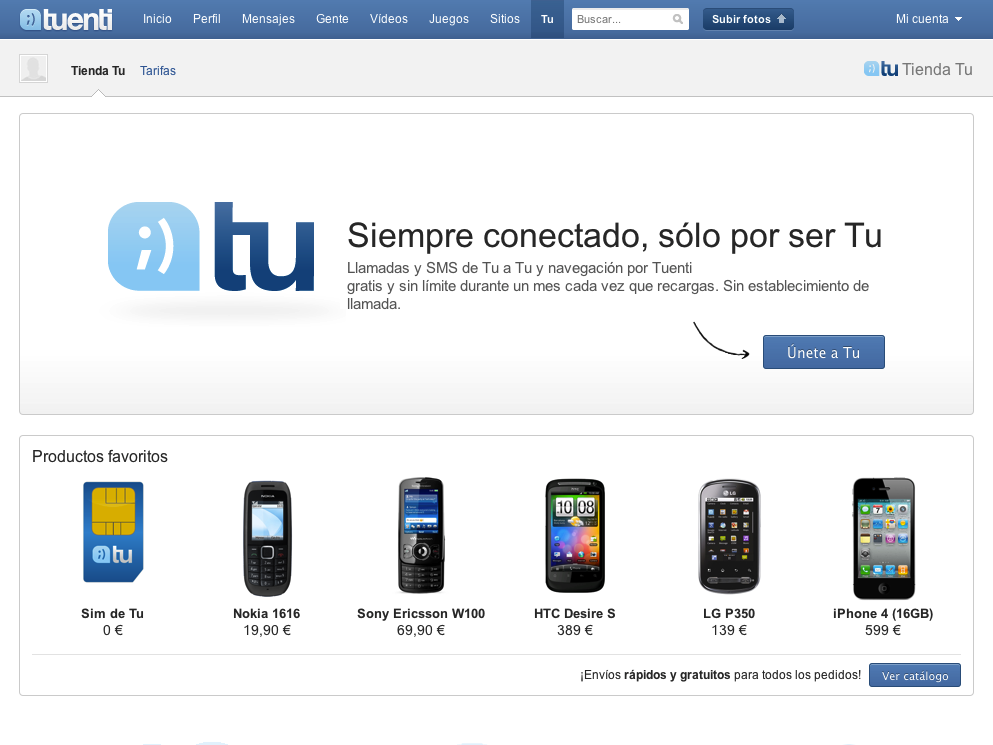 tuenti Inicio Perfil Mensajes Gente Vídeos Juegos Sitios Tu Buscar... Subir fotos Mi cuenta
Tienda Tu Tarifas tu Tienda Tu
;) tu
Siempre conectado, sólo por ser Tu
Llamadas y SMS de Tu a Tu y navegación por Tuenti
gratis y sin límite durante un mes cada vez que recargas. Sin establecimiento de
llamada.
Únete a Tu
Productos favoritos
tu
NOKIA
LG
10 08
Sim de Tu Nokia 1616 Sony Ericsson W100 HTC Desire S LG P350 iPhone 4 (16GB)
0 € 19,90 € 69,90 € 389 € 139 € 599 €
¡Envíos rápidos y gratuitos para todos los pedidos! Ver catálogo